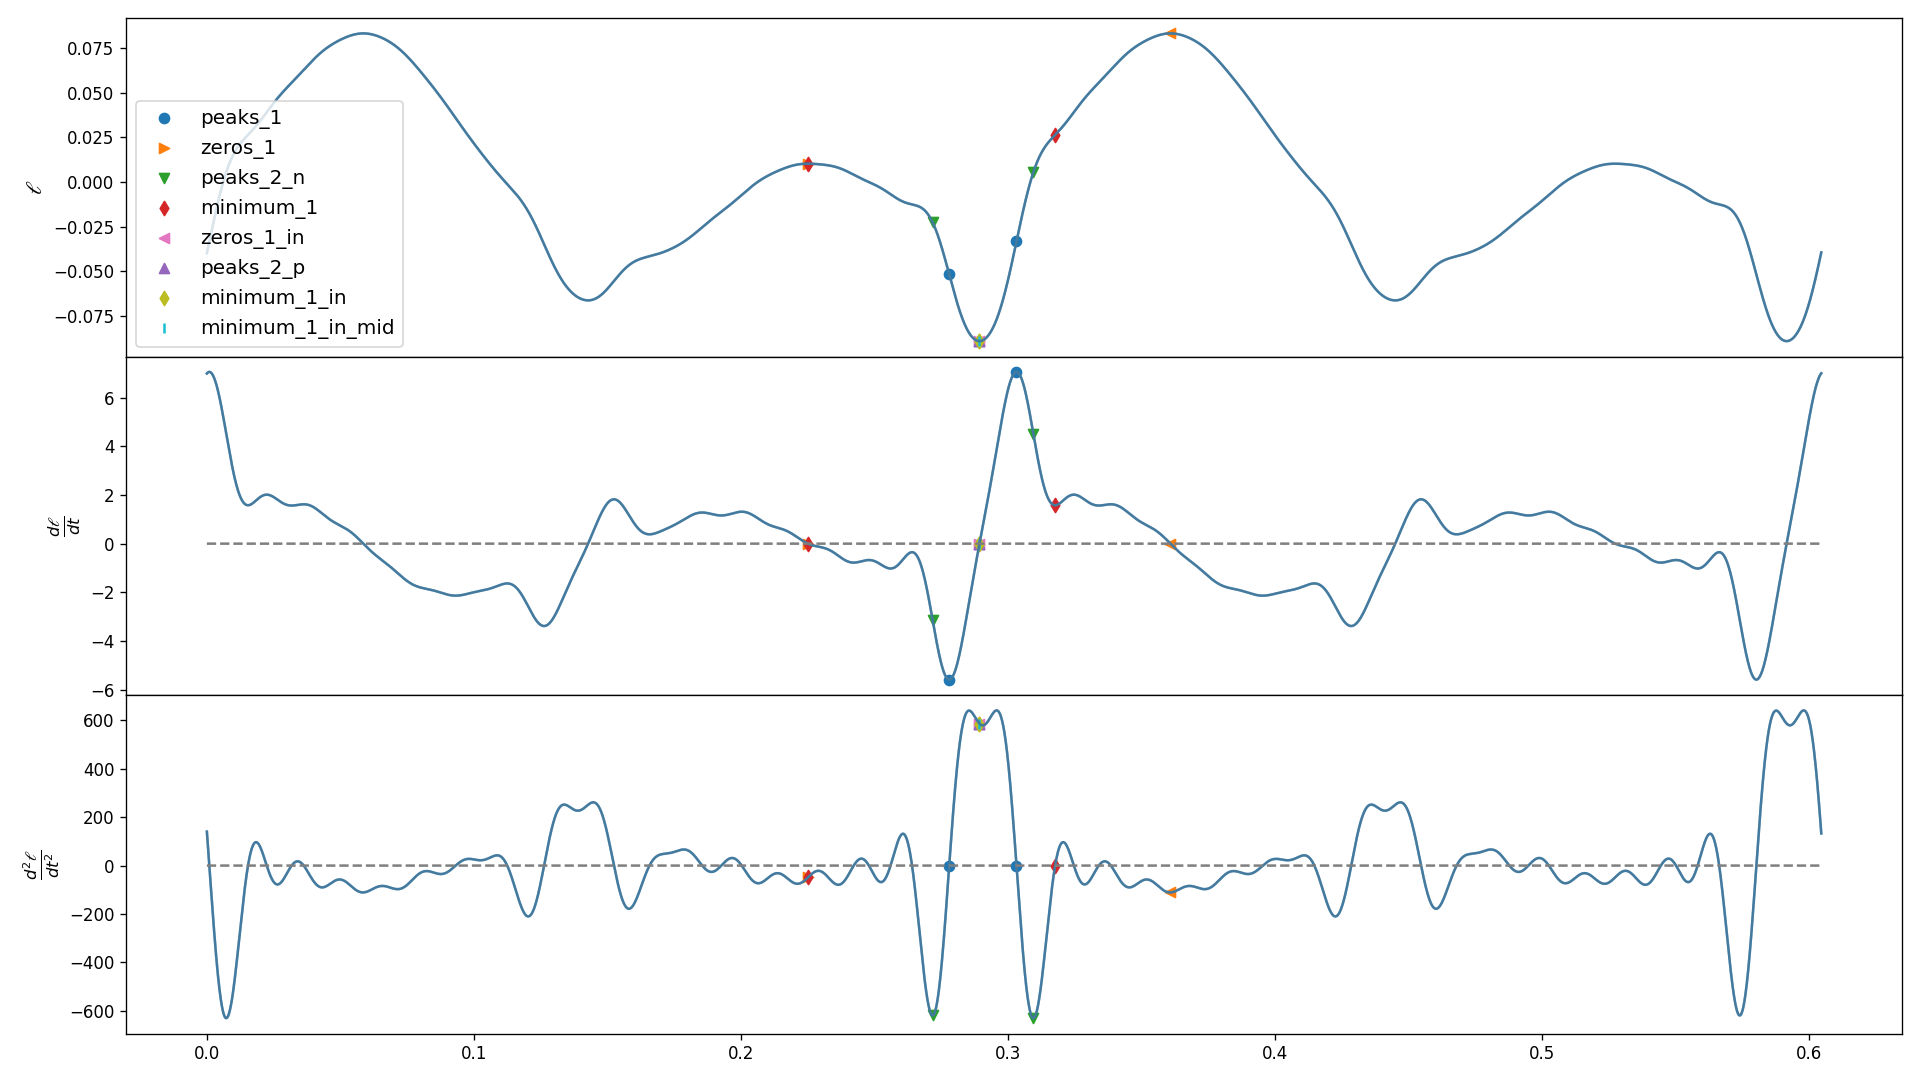 0.075
0.050
0.025
0.000
−0.025
−0.050
−0.075
ℓ
peaks_1
zeros_1
peaks_2_n
minimum_1
zeros_1_in
peaks_2_p
minimum_1_in
minimum_1_in_mid
6
4
2
0
−2
−4
−6
dℓ
dt
600
400
200
0
−200
−400
−600
d²ℓ
dt²
0.0 0.1 0.2 0.3 0.4 0.5 0.6